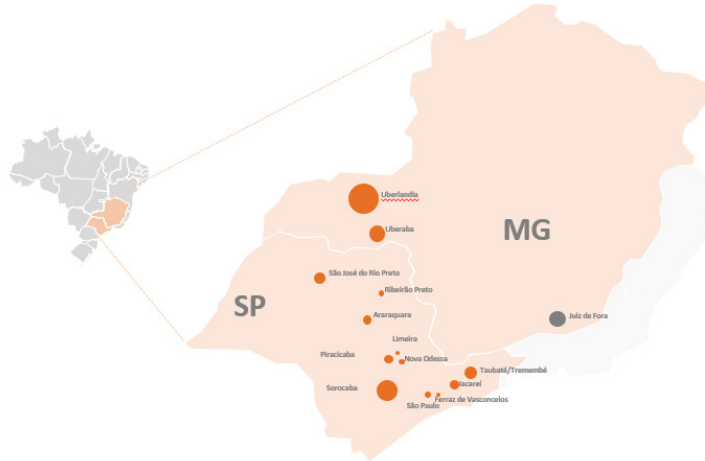 Uberlandia
Uberaba
MG
São José do Rio Preto
Ribeirão Preto
SP
Araraquara
Juiz de Fora
Limeira
Piracicaba
Nova Odessa
Taubaté/Tremembé
Jacareí
Sorocaba
Ferraz de Vasconcelos
São Paulo